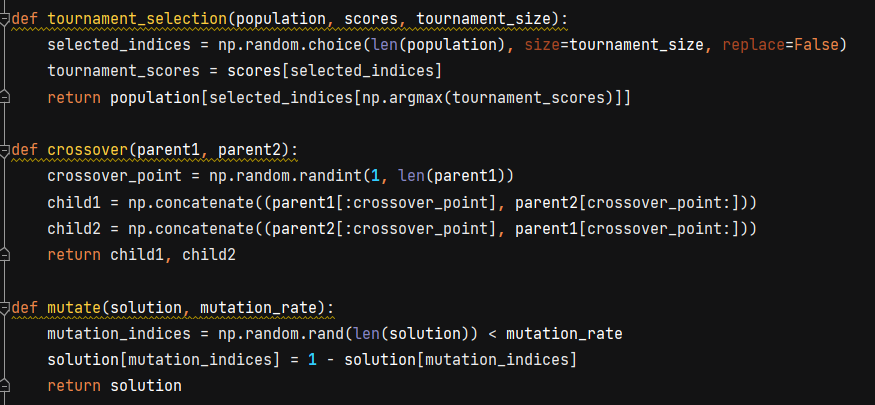 def tournament_selection(population, scores, tournament_size):
    selected_indices = np.random.choice(len(population), size=tournament_size, replace=False)
    tournament_scores = scores[selected_indices]
    return population[selected_indices[np.argmax(tournament_scores)]]

def crossover(parent1, parent2):
    crossover_point = np.random.randint(1, len(parent1))
    child1 = np.concatenate((parent1[:crossover_point], parent2[crossover_point:]))
    child2 = np.concatenate((parent2[:crossover_point], parent1[crossover_point:]))
    return child1, child2

def mutate(solution, mutation_rate):
    mutation_indices = np.random.rand(len(solution)) < mutation_rate
    solution[mutation_indices] = 1 - solution[mutation_indices]
    return solution